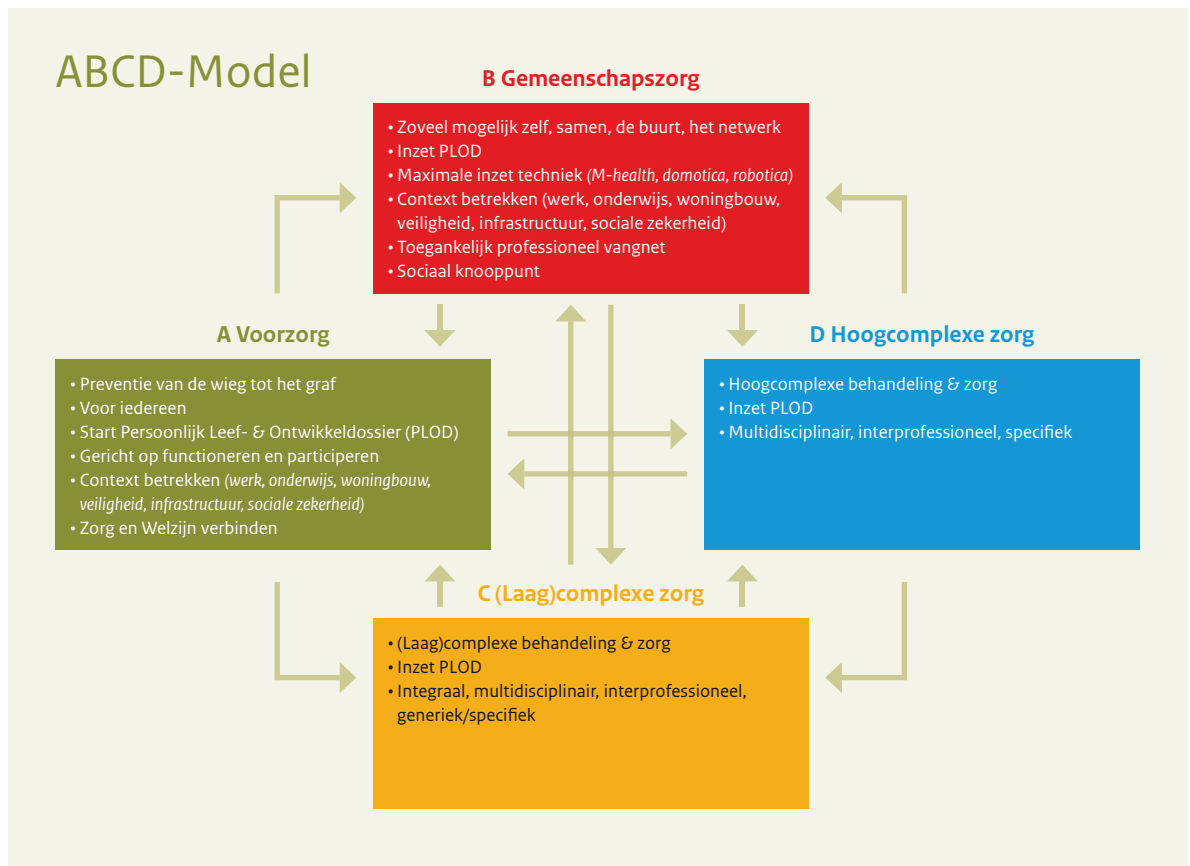 ABCD-Model
B Gemeenschapszorg
• Zoveel mogelijk zelf, samen, de buurt, het netwerk
• Inzet PLOD
• Maximale inzet techniek (M-health, domotica, robotica)
• Context betrekken (werk, onderwijs, woningbouw,
veiligheid, infrastructuur, sociale zekerheid)
• Toegankelijk professioneel vangnet
• Sociaal knooppunt
A Voorzorg
• Preventie van de wieg tot het graf
• Voor iedereen
• Start Persoonlijk Leef- & Ontwikkeldossier (PLOD)
• Gericht op functioneren en participeren
• Context betrekken (werk, onderwijs, woningbouw,
veiligheid, infrastructuur, sociale zekerheid)
• Zorg en Welzijn verbinden
D Hoogcomplexe zorg
• Hoogcomplexe behandeling & zorg
• Inzet PLOD
• Multidisciplinair, interprofessioneel, specifiek
C (Laag)complexe zorg
• (Laag)complexe behandeling & zorg
• Inzet PLOD
• Integraal, multidisciplinair, interprofessioneel,
generiek/specifiek